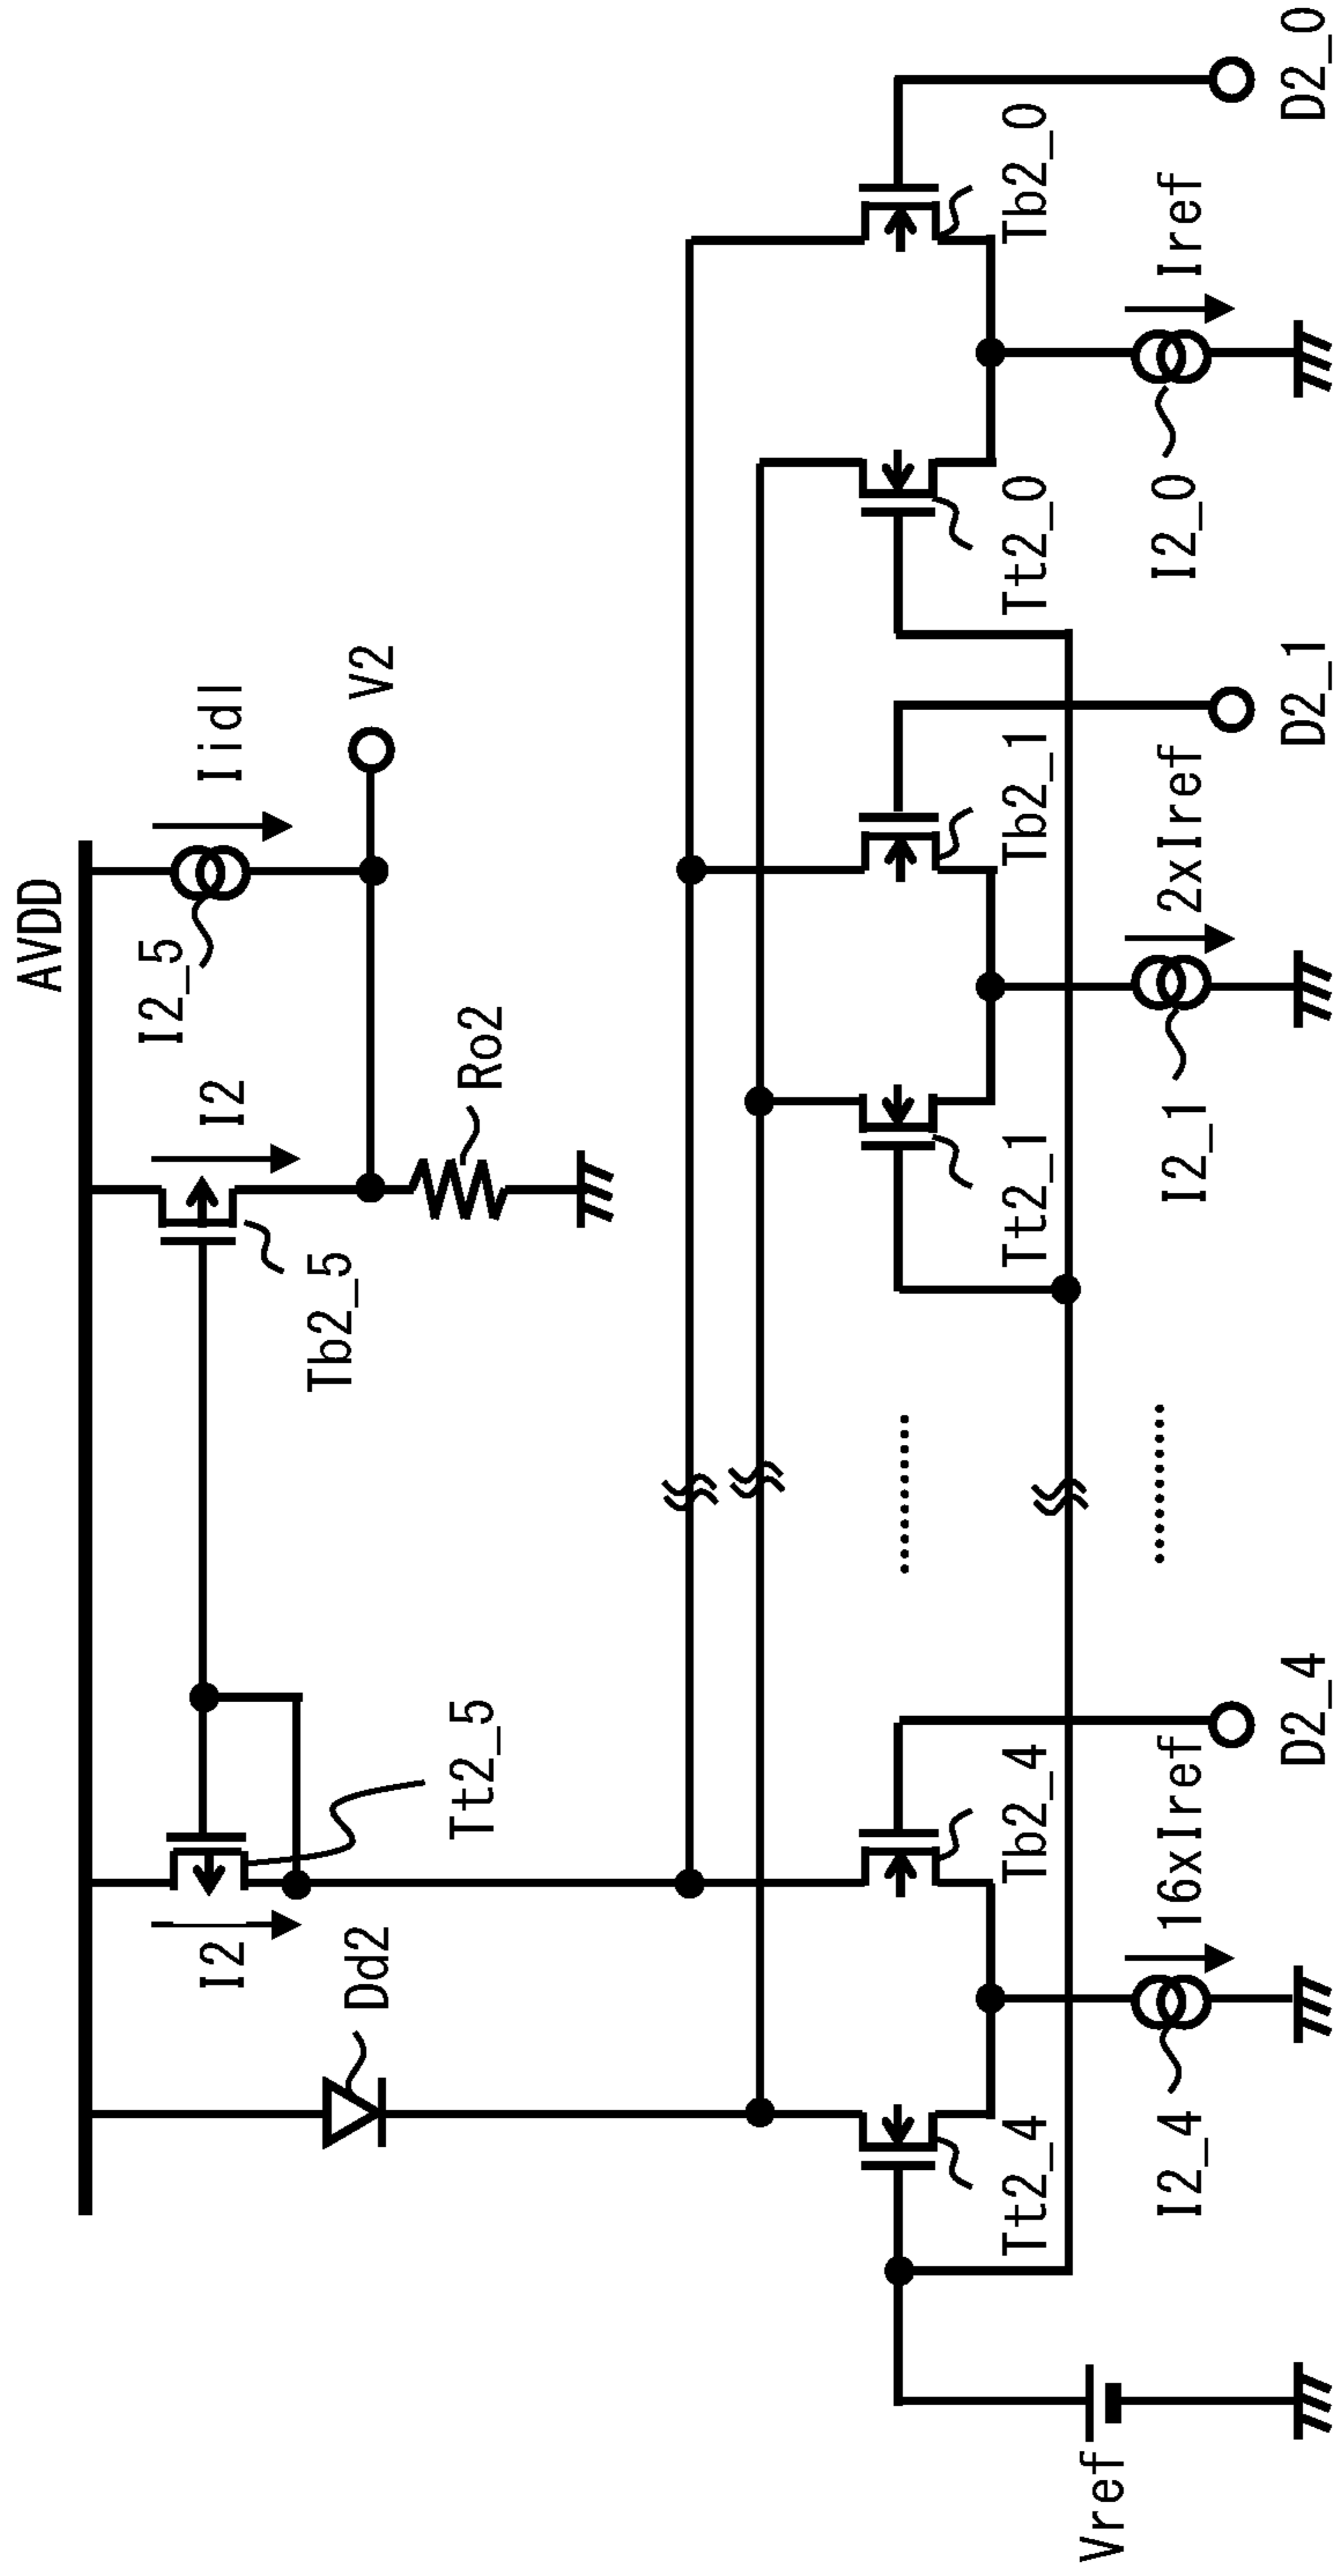 AVDD
I2_5
Iidl
I2
I2
V2
Tb2_5
Ro2
Tt2_5
Dd2
Tt2_4
Tb2_4
Tt2_1
Tb2_1
Tt2_0
Tb2_0
Vref
I2_4
16xIref
I2_1
2xIref
I2_0
Iref
D2_4
D2_1
D2_0